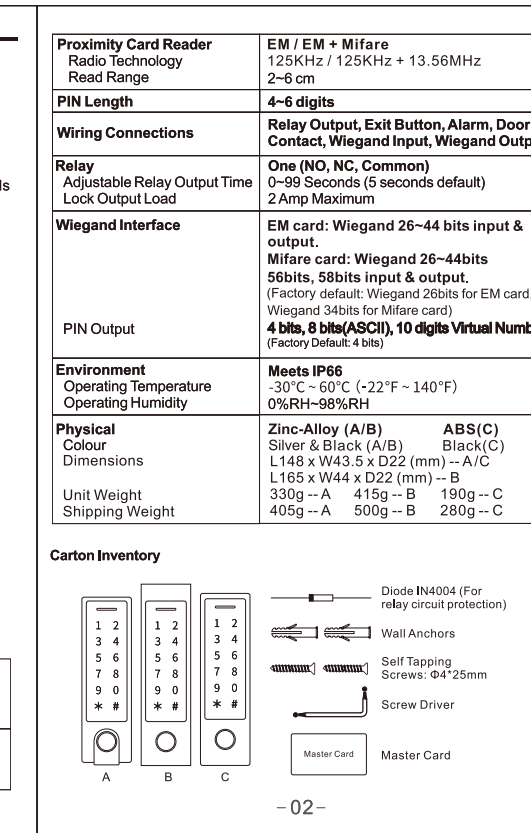 ls
Proximity Card Reader EM / EM + Mifare
Radio Technology 125KHz / 125KHz + 13.56MHz
Read Range 2~6 cm
PIN Length 4~6 digits
Wiring Connections Relay Output, Exit Button, Alarm, Door
Contact, Wiegand Input, Wiegand Outp
Relay One (NO, NC, Common)
Adjustable Relay Output Time 0~99 Seconds (5 seconds default)
Lock Output Load 2 Amp Maximum
Wiegand Interface EM card: Wiegand 26~44 bits input &
output.
Mifare card: Wiegand 26~44bits
56bits, 58bits input & output.
(Factory default: Wiegand 26bits for EM card
Wiegand 34bits for Mifare card)
PIN Output 4 bits, 8 bits(ASCII), 10 digits Virtual Numb
(Factory Default: 4 bits)
Environment Meets IP66
Operating Temperature -30°C ~ 60°C (-22°F ~ 140°F)
Operating Humidity 0%RH~98%RH
Physical Zinc-Alloy (A/B) ABS(C)
Colour Silver & Black (A/B) Black(C)
Dimensions L148 x W43.5 x D22 (mm) -- A/C
L165 x W44 x D22 (mm) -- B
Unit Weight 330g -- A 415g -- B 190g -- C
Shipping Weight 405g -- A 500g -- B 280g -- C
Carton Inventory
1 2 1 2 1 2
3 4 3 4 3 4
5 6 5 6 5 6
7 8 7 8 7 8
9 0 9 0 9 0
* # * # * #
A B C
Diode IN4004 (For
relay circuit protection)
Wall Anchors
Self Tapping
Screws: Φ4*25mm
Screw Driver
Master Card Master Card
-02-